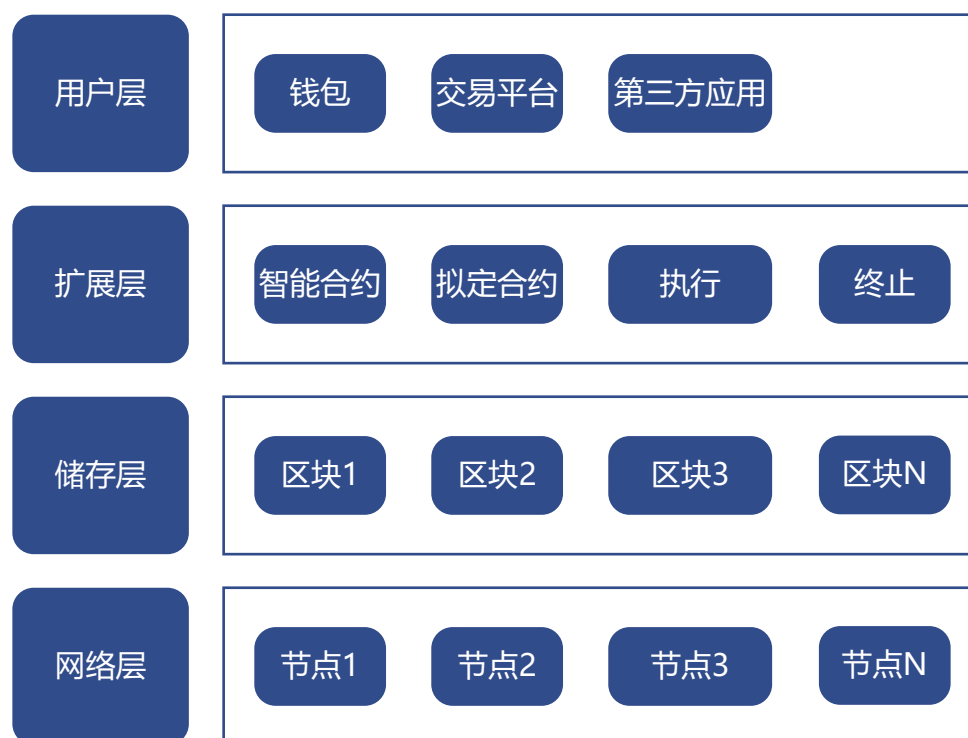 用户层
钱包
交易平台
第三方应用
扩展层
智能合约
拟定合约
执行
终止
储存层
区块1
区块2
区块3
区块N
网络层
节点1
节点2
节点3
节点N